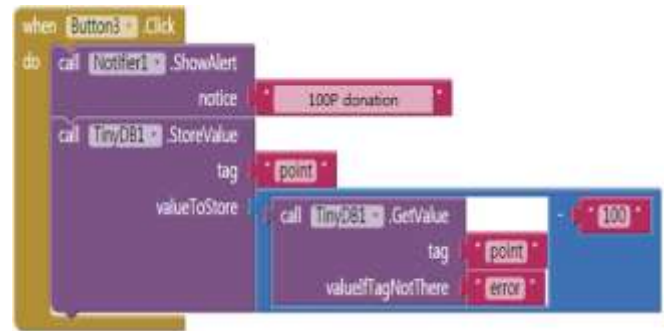 when Button3 .Click
do call Notifier1 .ShowAlert
notice " 100P donation "
call TinyDB1 .StoreValue
tag " point "
valueToStore call TinyDB1 .GetValue - " 100 "
tag " point "
valueIfTagNotThere " error "